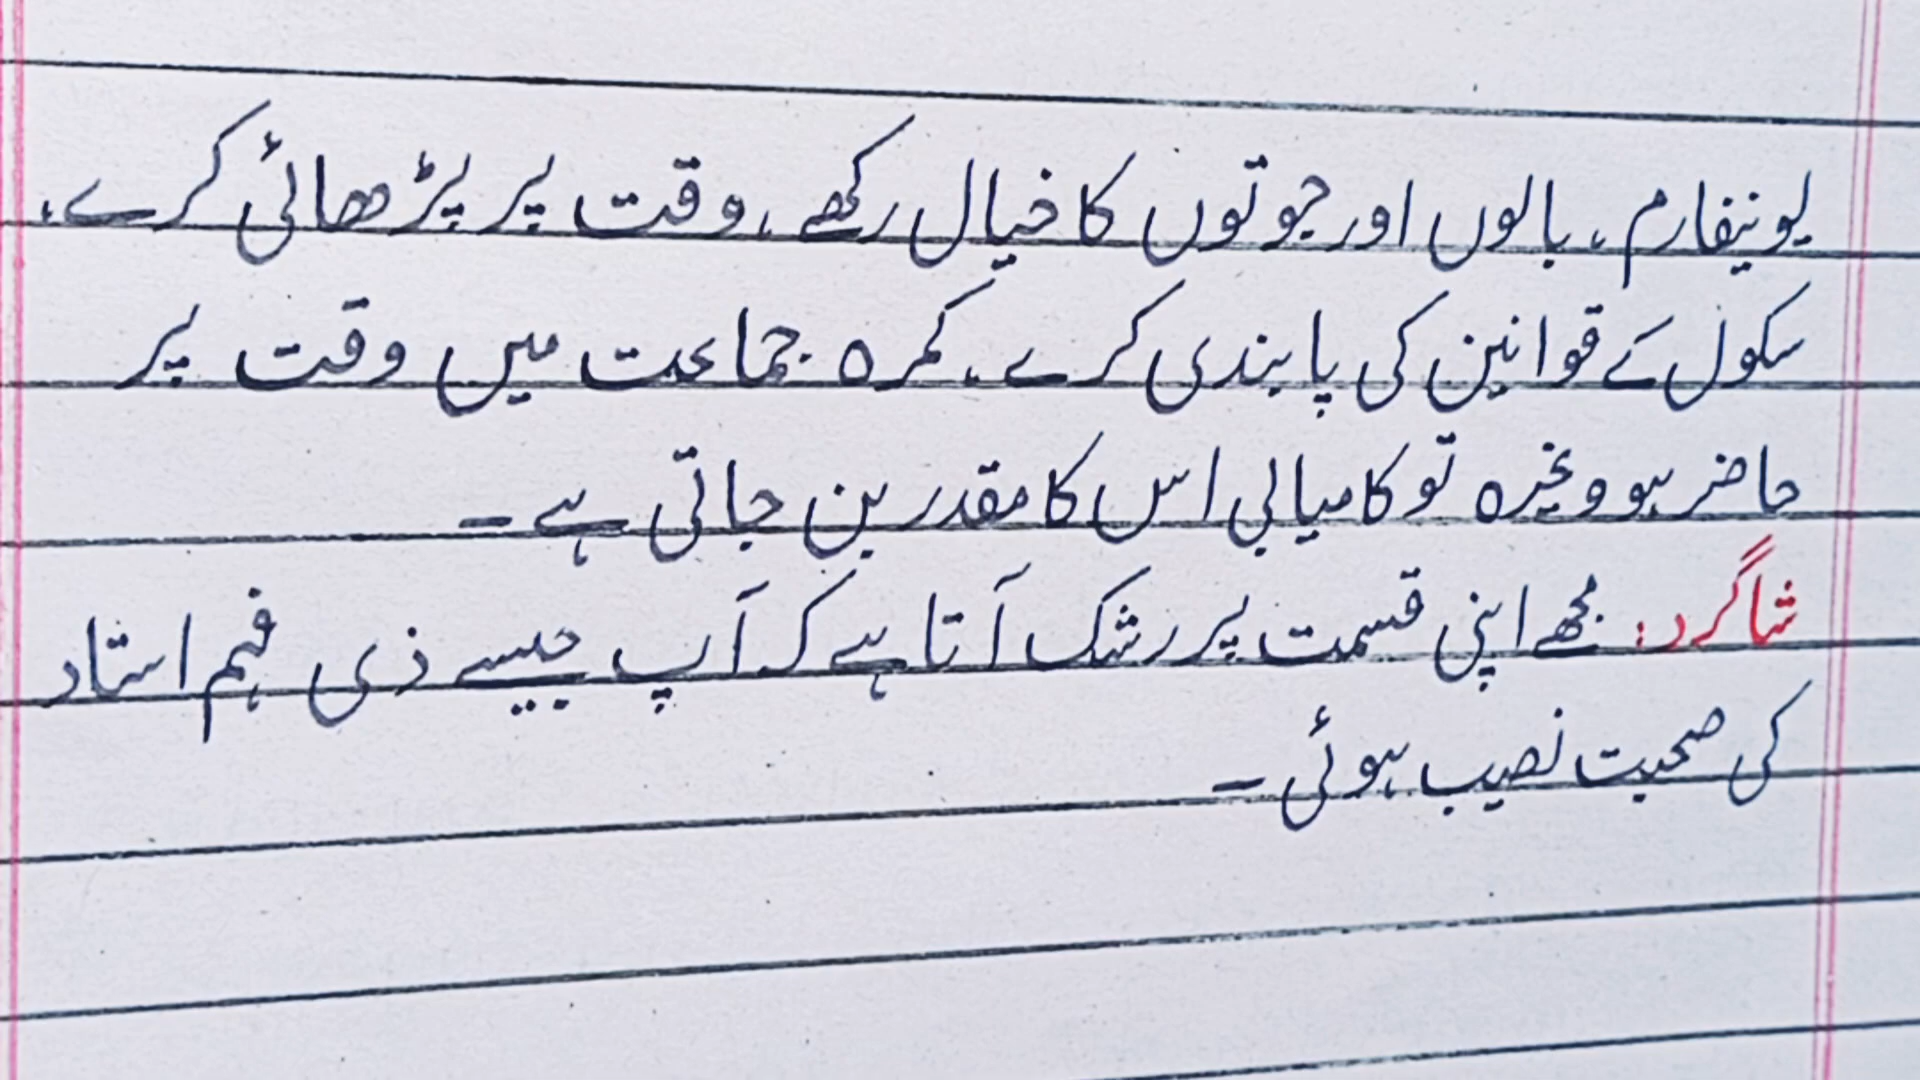 یونیفارم، بالوں اور جوتوں کا خیال رکھے، وقت پر پڑھائی کرے،
سکول کے قوانین کی پابندی کرے، کمرہ جماعت میں وقت پر
حاضر ہو وغیرہ تو کامیابی اس کا مقدر بن جاتی ہے۔
شاگرد: مجھے اپنی قسمت پر رشک آتا ہے کہ آپ جیسے ذی فہم استاد
کی صحبت نصیب ہوئی۔